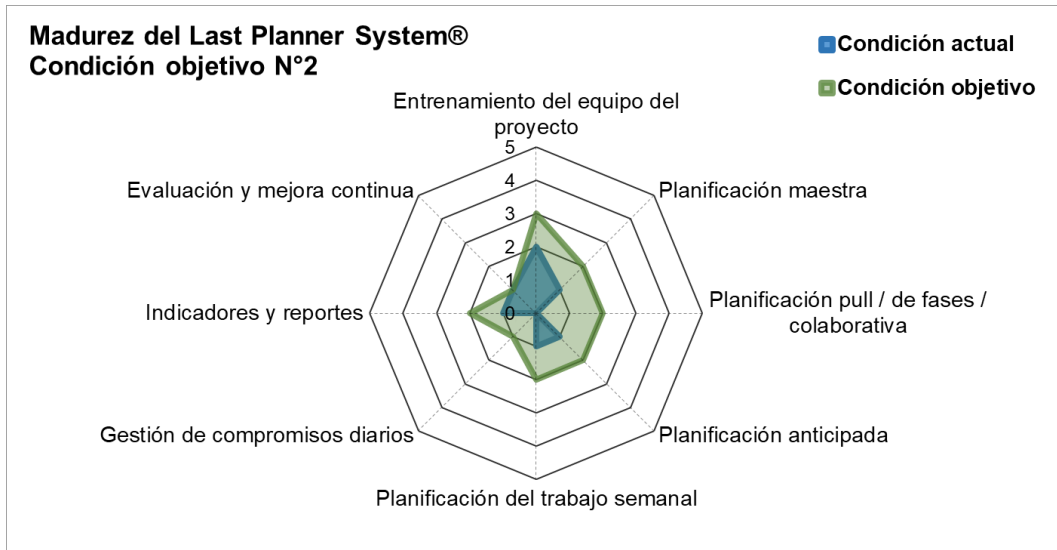 Madurez del Last Planner System®
Condición objetivo N°2
Condición actual
Condición objetivo
Entrenamiento del equipo del
proyecto
5
4
3
2
1
0
Evaluación y mejora continua
Planificación maestra
Indicadores y reportes
Planificación pull / de fases /
colaborativa
Gestión de compromisos diarios
Planificación anticipada
Planificación del trabajo semanal